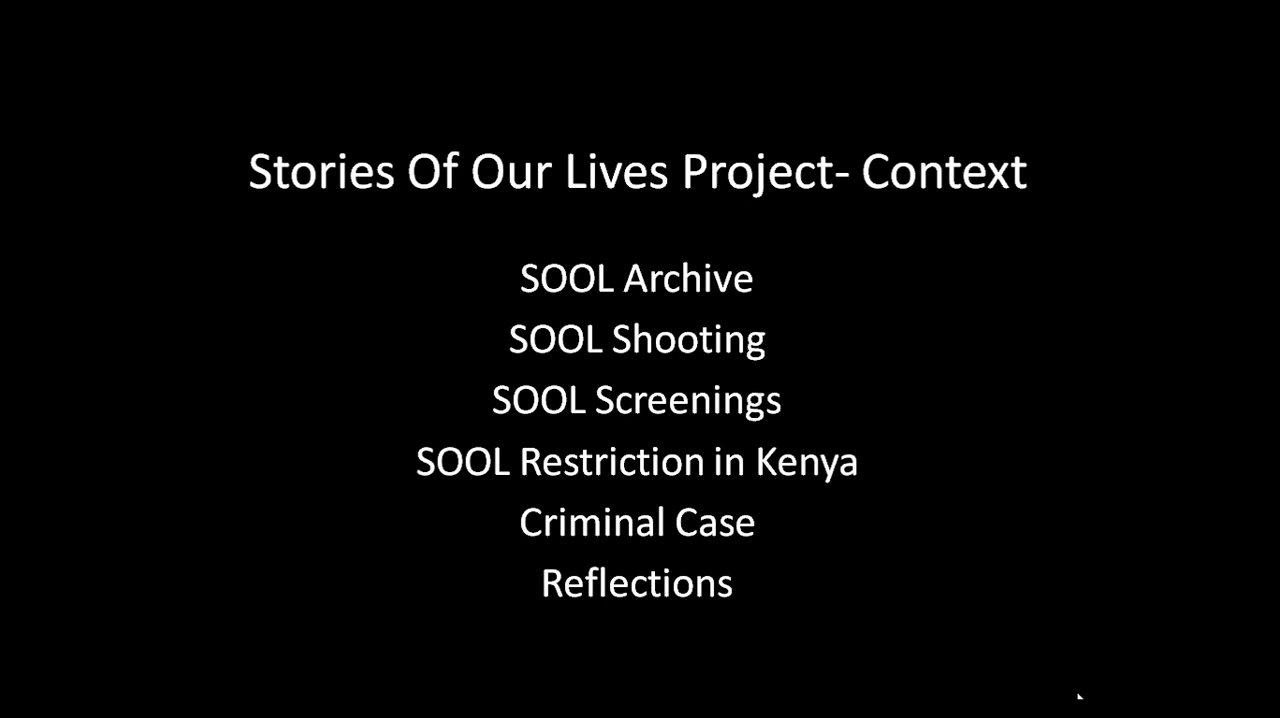 Stories Of Our Lives Project- Context
SOOL Archive
SOOL Shooting
SOOL Screenings
SOOL Restriction in Kenya
Criminal Case
Reflections